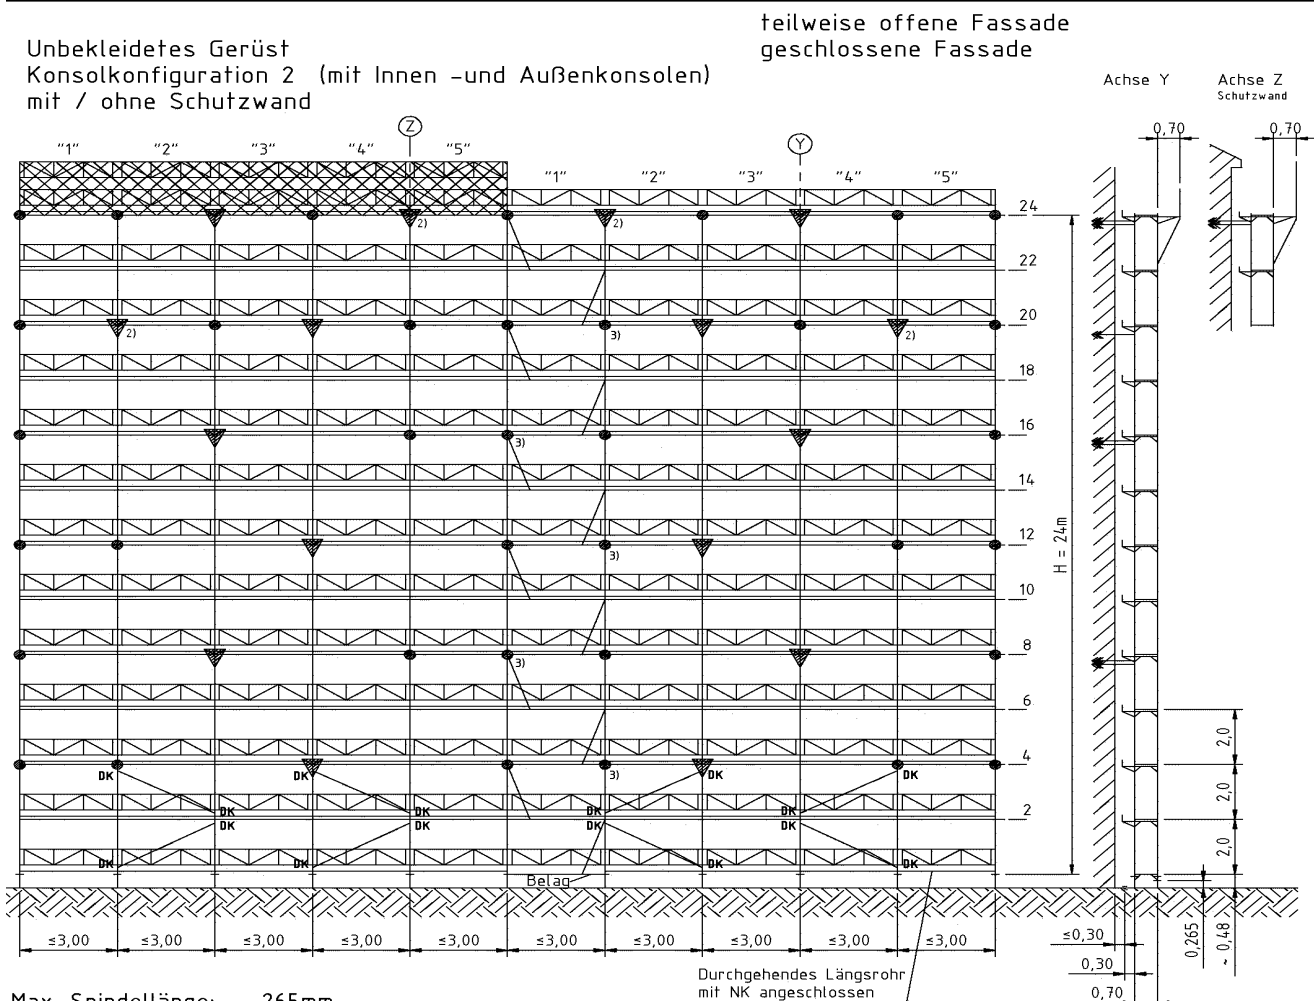 teilweise offene Fassade
geschlossene Fassade
Unbekleidetes Gerüst
Konsolkonfiguration 2 (mit Innen -und Außenkonsolen)
mit / ohne Schutzwand
Achse Y
Achse Z
Schutzwand
0,70
0,70
Z
Y
"1" "2" "3" "4" "5"
"1" "2" "3" "4" "5"
24
2)
2)
22
20
2)
3)
2)
18
16
3)
14
12
3)
10
8
3)
6
4
3)
DK DK DK DK
DK DK DK DK
2
DK DK DK DK
DK DK DK DK
H = 24m
2,0
2,0
2,0
Belag
≤3,00 ≤3,00 ≤3,00 ≤3,00 ≤3,00 ≤3,00 ≤3,00 ≤3,00 ≤3,00 ≤3,00
≤0,30
0,30
0,70
0,265
~ 0,48
Durchgehendes Längsrohr
mit NK angeschlossen
Max. Spindellänge: 265mm